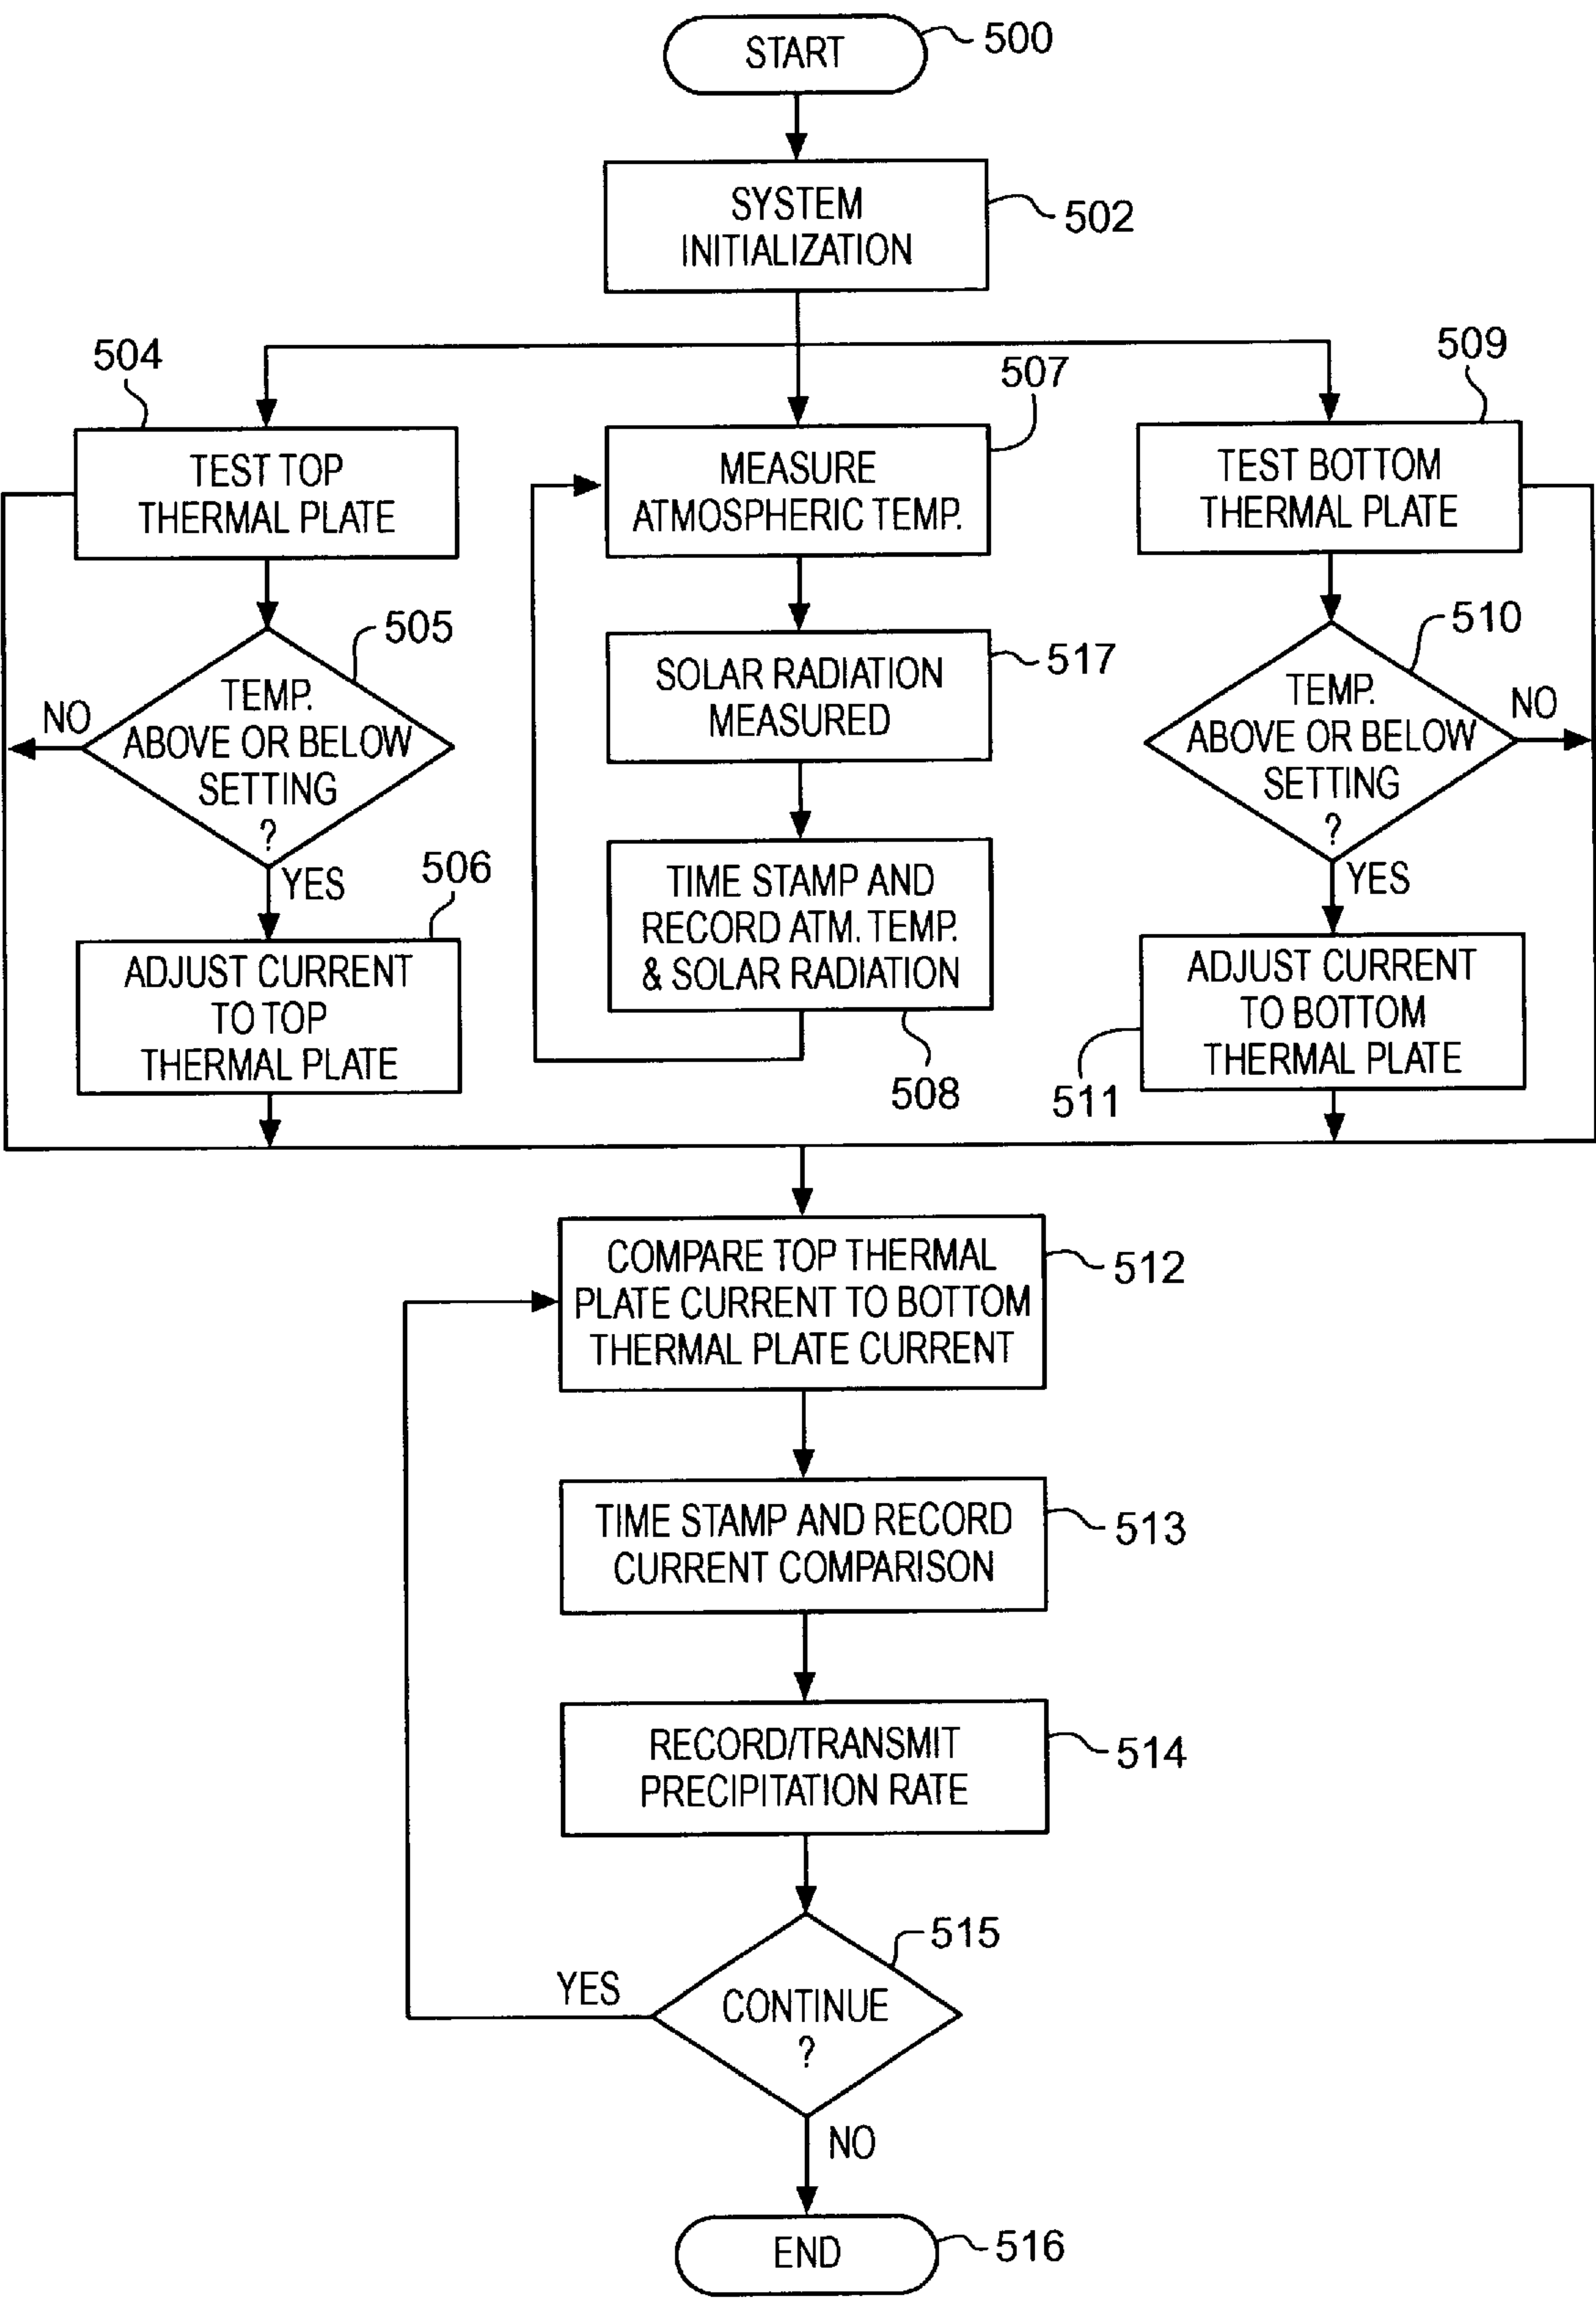 START
500
SYSTEM
INITIALIZATION
502
504
TEST TOP
THERMAL PLATE
505
TEMP.
ABOVE OR BELOW
SETTING
?
NO
YES
506
ADJUST CURRENT
TO TOP
THERMAL PLATE
507
MEASURE
ATMOSPHERIC TEMP.
SOLAR RADIATION
MEASURED
517
TIME STAMP AND
RECORD ATM. TEMP.
& SOLAR RADIATION
508
509
TEST BOTTOM
THERMAL PLATE
510
TEMP.
ABOVE OR BELOW
SETTING
?
NO
YES
ADJUST CURRENT
TO BOTTOM
THERMAL PLATE
511
COMPARE TOP THERMAL
PLATE CURRENT TO BOTTOM
THERMAL PLATE CURRENT
512
TIME STAMP AND RECORD
CURRENT COMPARISON
513
RECORD/TRANSMIT
PRECIPITATION RATE
514
515
YES
CONTINUE
?
NO
END
516